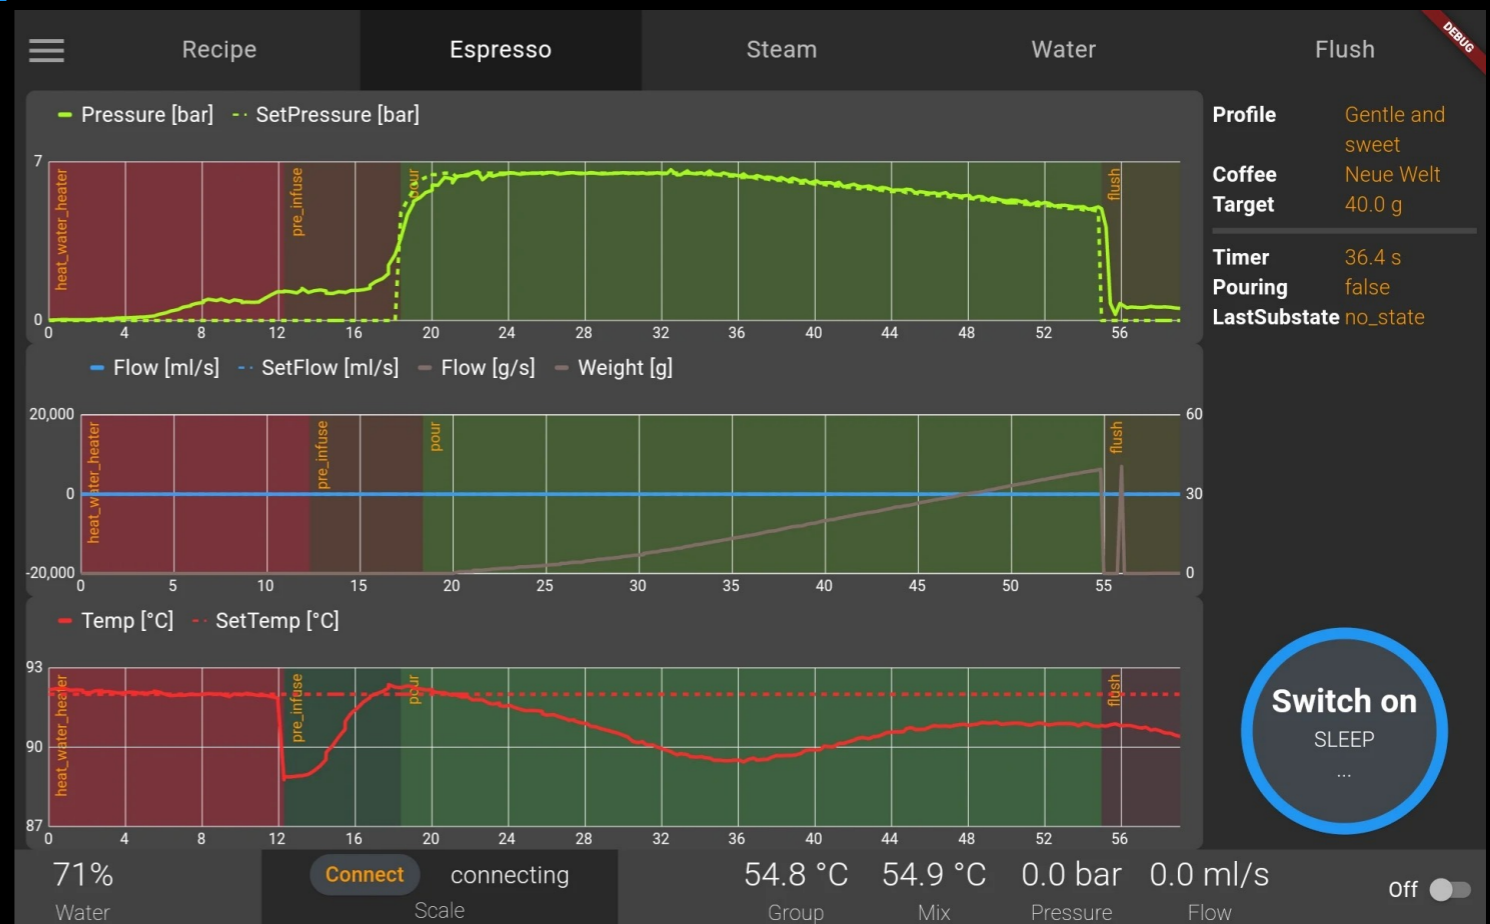 Recipe
Espresso
Steam
Water
Flush
DEBUG
Pressure [bar] SetPressure [bar]
7
0
heat_water_heater
pre_infuse
pour
flush
0 4 8 12 16 20 24 28 32 36 40 44 48 52 56
Flow [ml/s] SetFlow [ml/s] Flow [g/s] Weight [g]
20,000
0
-20,000
60
30
0
heat_water_heater
pre_infuse
pour
flush
0 5 10 15 20 25 30 35 40 45 50 55
Temp [°C] SetTemp [°C]
93
90
87
heat_water_heater
pre_infuse
pour
flush
0 4 8 12 16 20 24 28 32 36 40 44 48 52 56
Profile Gentle and
sweet
Coffee Neue Welt
Target 40.0 g
Timer 36.4 s
Pouring false
LastSubstate no_state
Switch on
SLEEP
...
71%
Water
Connect connecting
Scale
54.8 °C 54.9 °C 0.0 bar 0.0 ml/s
Group Mix Pressure Flow
Off